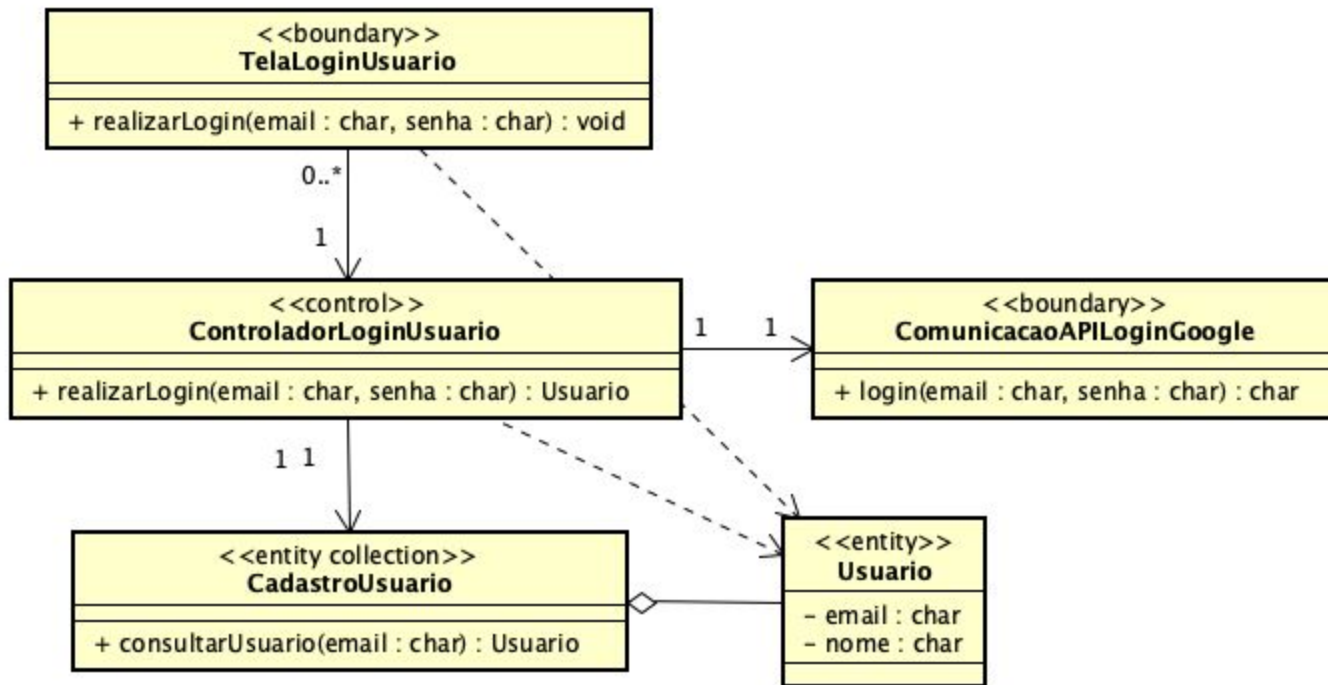 <<boundary>>
TelaLoginUsuario
+ realizarLogin(email : char, senha : char) : void
0..*
1
<<control>>
ControladorLoginUsuario
+ realizarLogin(email : char, senha : char) : Usuario
1
1
<<boundary>>
ComunicacaoAPILoginGoogle
+ login(email : char, senha : char) : char
1 1
<<entity collection>>
CadastroUsuario
+ consultarUsuario(email : char) : Usuario
<<entity>>
Usuario
- email : char
- nome : char